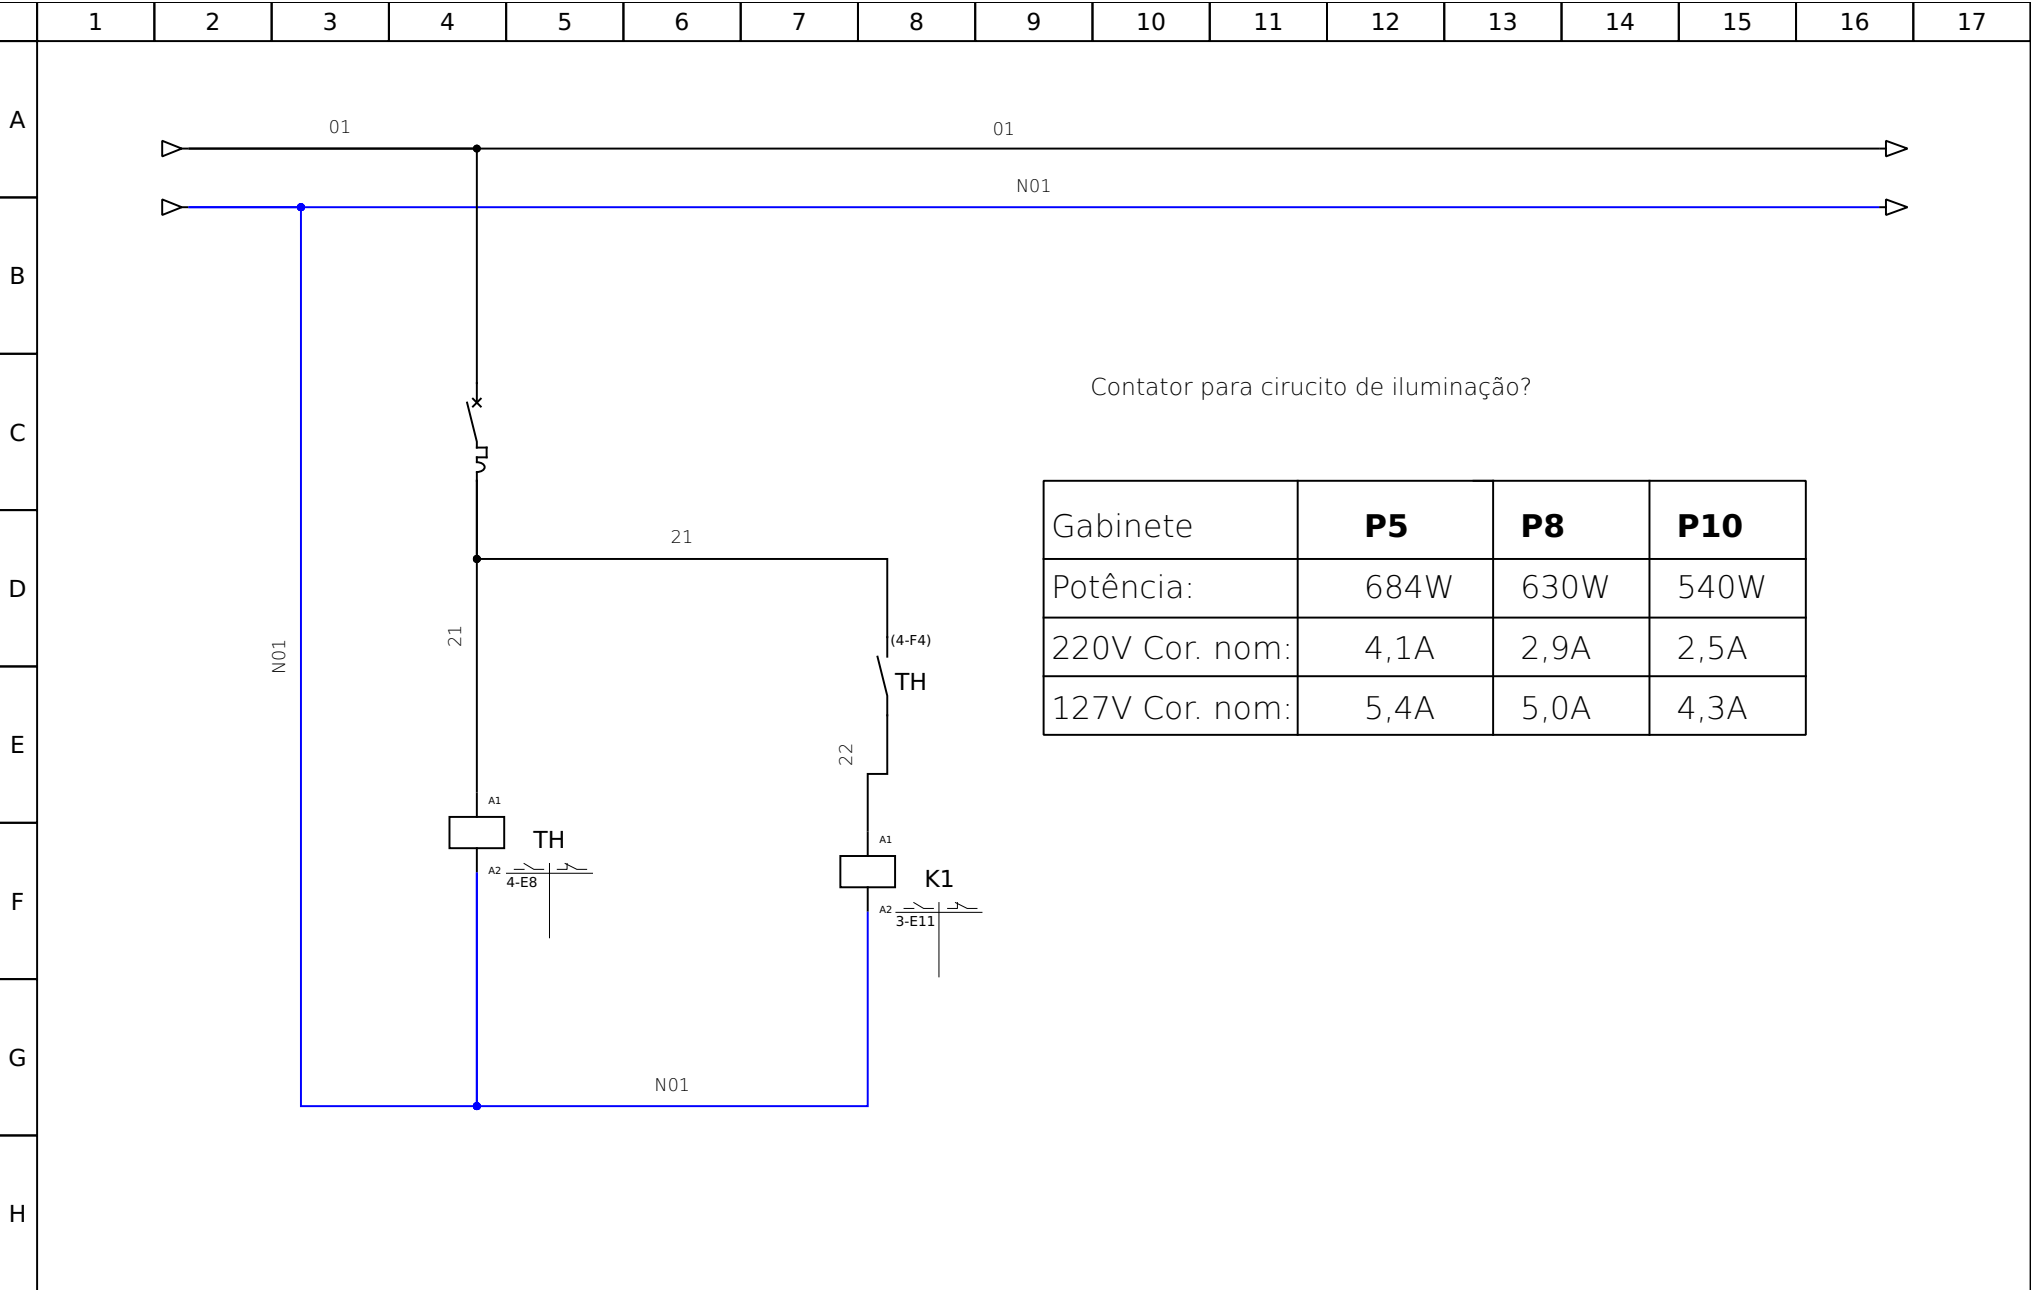 1 2 3 4 5 6 7 8 9 10 11 12 13 14 15 16 17
A
01 01
N01
B
Contator para cirucito de iluminação?
C
Gabinete P5 P8 P10
21
D
Potência: 684W 630W 540W
21
N01
(4-F4)
220V Cor. nom: 4,1A 2,9A 2,5A
TH
127V Cor. nom: 5,4A 5,0A 4,3A
E
22
A1
TH
A1
A2
4-E8
K1
F
A2
3-E11
G
N01
H